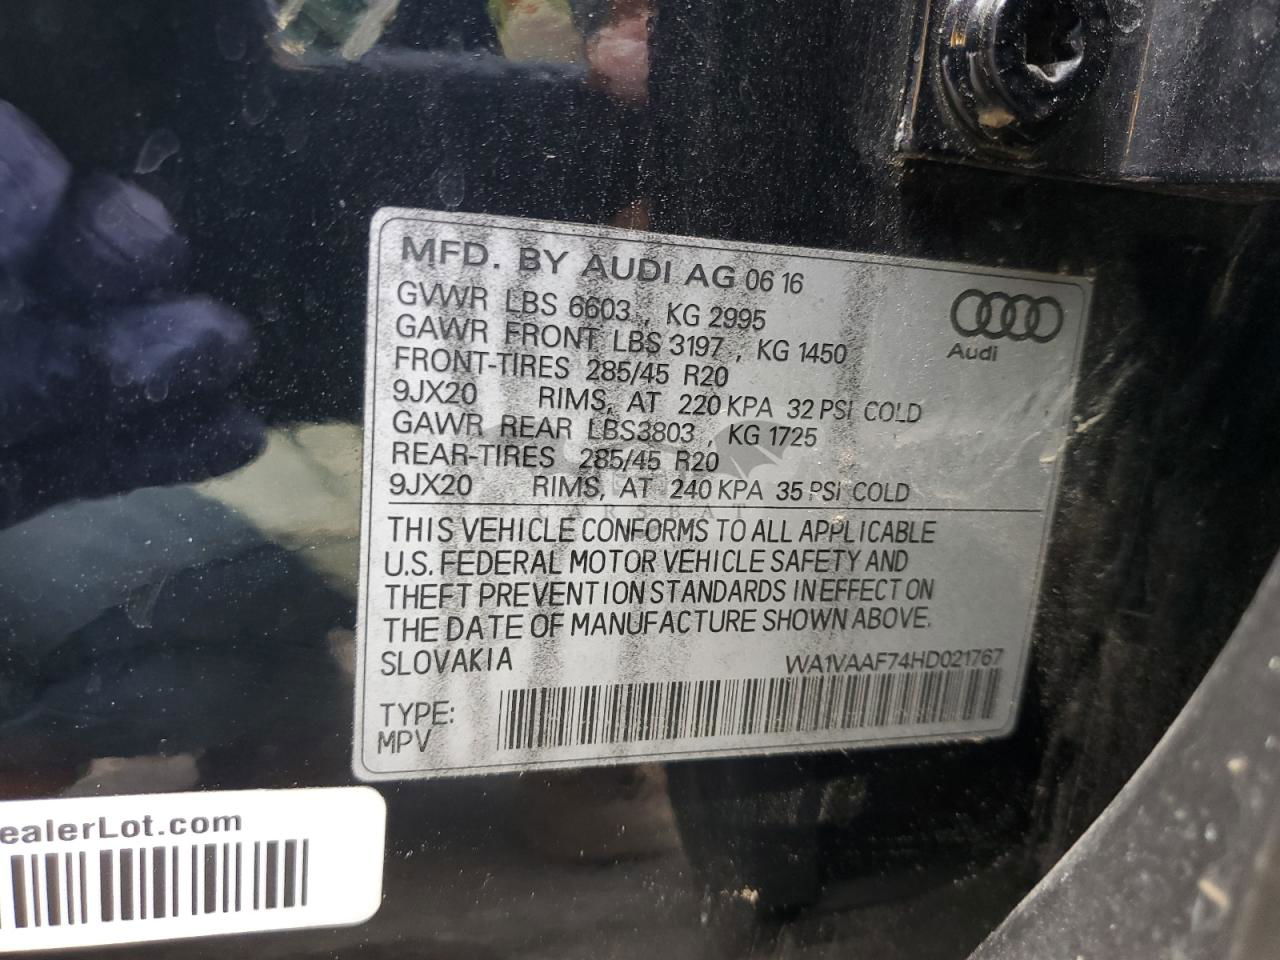 MFD. BY AUDI AG 06 16
GVWR LBS 6603, KG 2995
GAWR FRONT LBS 3197, KG 1450
FRONT-TIRES 285/45 R20
9JX20 RIMS, AT 220 KPA 32 PSI COLD
GAWR REAR LBS3803, KG 1725
REAR-TIRES 285/45 R20
9JX20 RIMS, AT 240 KPA 35 PSI COLD
Audi
THIS VEHICLE CONFORMS TO ALL APPLICABLE
U.S. FEDERAL MOTOR VEHICLE SAFETY AND
THEFT PREVENTION STANDARDS IN EFFECT ON
THE DATE OF MANUFACTURE SHOWN ABOVE.
SLOVAKIA WA1VAAF74HD021767
TYPE:
MPV
ealerLot.com